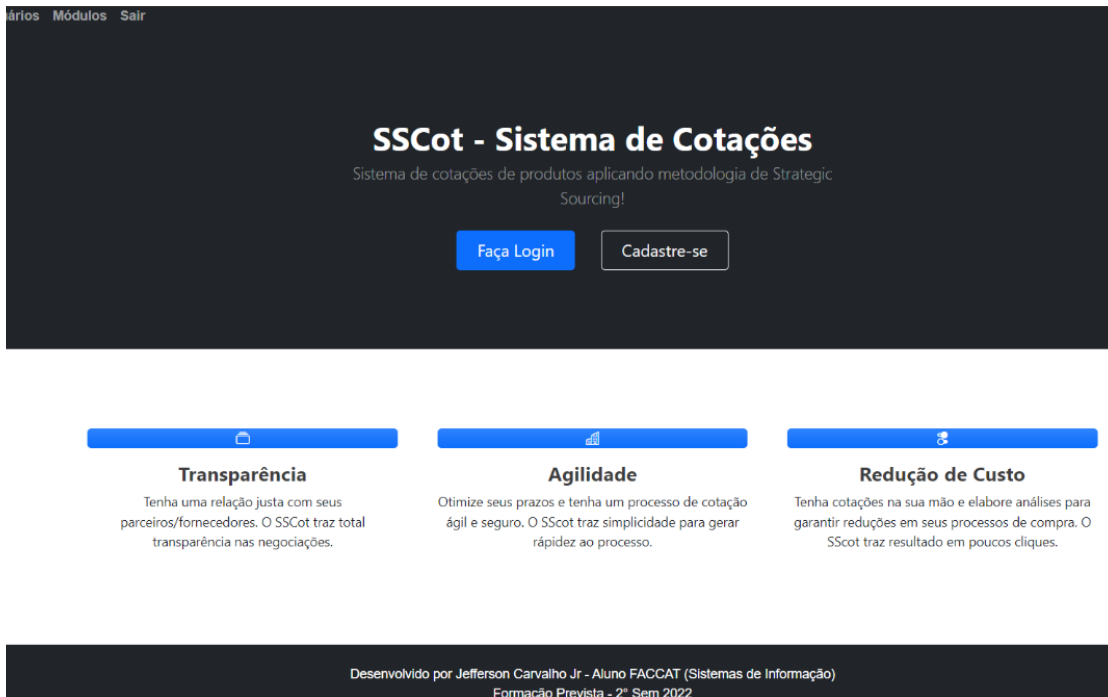 ários Módulos Sair
SSCot - Sistema de Cotações
Sistema de cotações de produtos aplicando metodologia de Strategic
Sourcing!
Faça Login Cadastre-se
Transparência
Tenha uma relação justa com seus
parceiros/fornecedores. O SSCot traz total
transparência nas negociações.
Agilidade
Otimize seus prazos e tenha um processo de cotação
ágil e seguro. O SScot traz simplicidade para gerar
rápidez ao processo.
Redução de Custo
Tenha cotações na sua mão e elabore análises para
garantir reduções em seus processos de compra. O
SScot traz resultado em poucos cliques.
Desenvolvido por Jefferson Carvalho Jr - Aluno FACCAT (Sistemas de Informação)
Formação Prevista - 2° Sem 2022